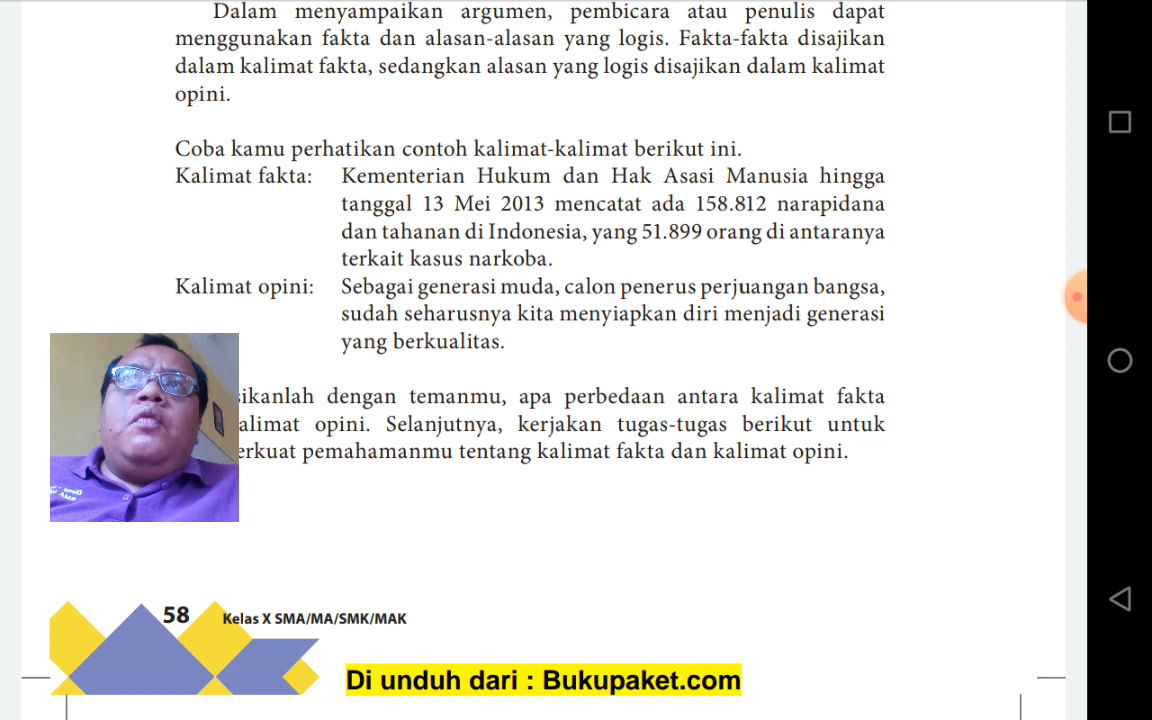 Dalam menyampaikan argumen, pembicara atau penulis dapat
menggunakan fakta dan alasan-alasan yang logis. Fakta-fakta disajikan
dalam kalimat fakta, sedangkan alasan yang logis disajikan dalam kalimat
opini.
Coba kamu perhatikan contoh kalimat-kalimat berikut ini.
Kalimat fakta: Kementerian Hukum dan Hak Asasi Manusia hingga
tanggal 13 Mei 2013 mencatat ada 158.812 narapidana
dan tahanan di Indonesia, yang 51.899 orang di antaranya
terkait kasus narkoba.
Kalimat opini: Sebagai generasi muda, calon penerus perjuangan bangsa,
sudah seharusnya kita menyiapkan diri menjadi generasi
yang berkualitas.
sikanlah dengan temanmu, apa perbedaan antara kalimat fakta
alimat opini. Selanjutnya, kerjakan tugas-tugas berikut untuk
erkuat pemahamanmu tentang kalimat fakta dan kalimat opini.
58 Kelas X SMA/MA/SMK/MAK
Di unduh dari : Bukupaket.com